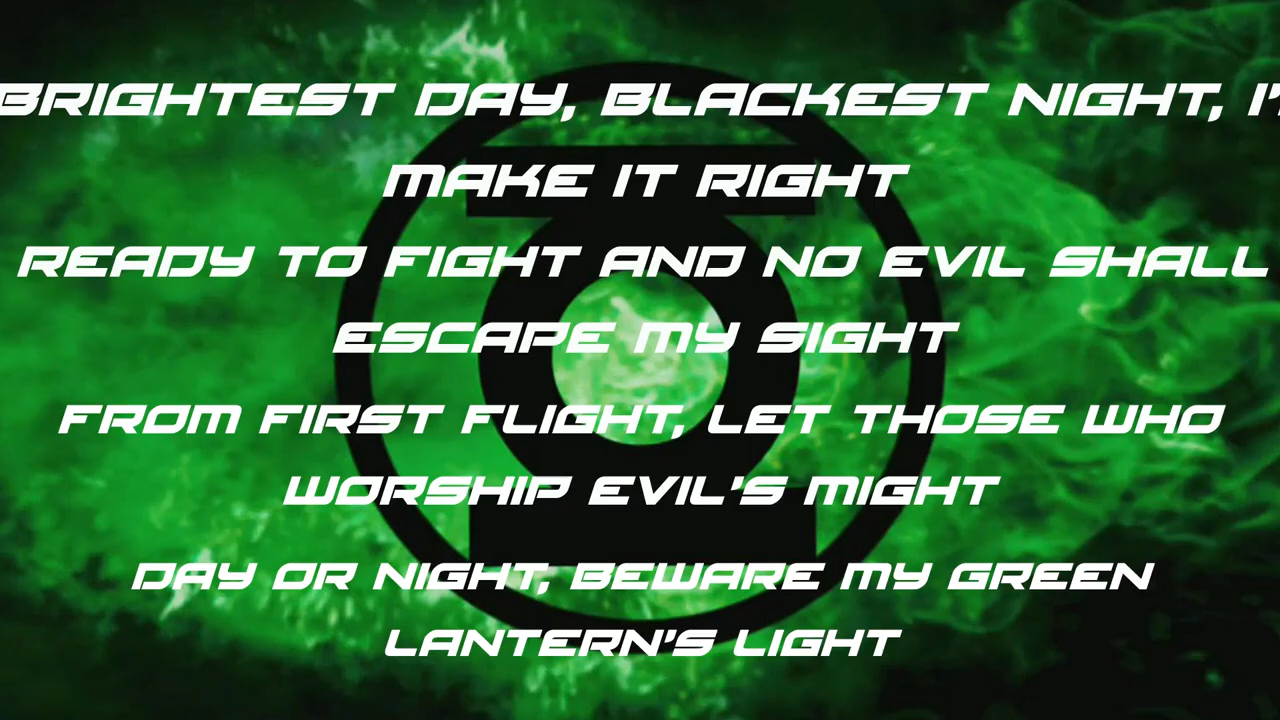 BRIGHTEST DAY, BLACKEST NIGHT, I'
MAKE IT RIGHT
READY TO FIGHT AND NO EVIL SHALL
ESCAPE MY SIGHT
FROM FIRST FLIGHT, LET THOSE WHO
WORSHIP EVIL'S MIGHT
DAY OR NIGHT, BEWARE MY GREEN
LANTERN'S LIGHT